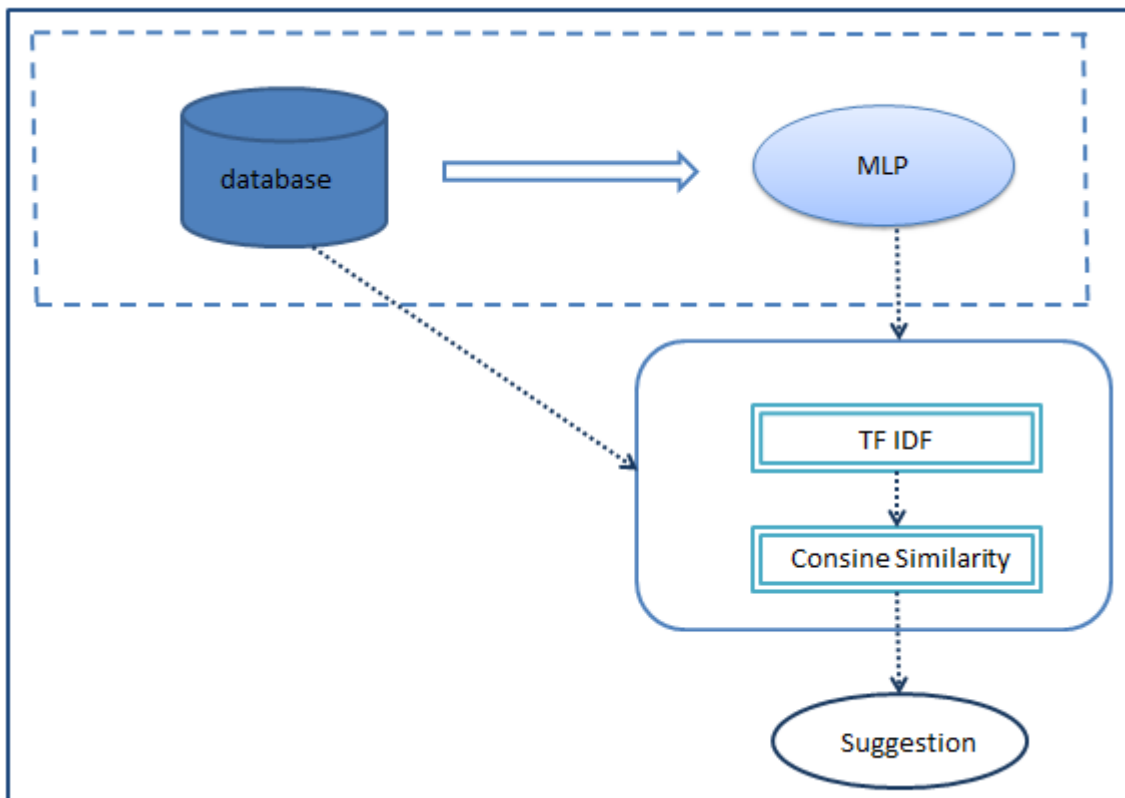 database
MLP
TF IDF
Consine Similarity
Suggestion